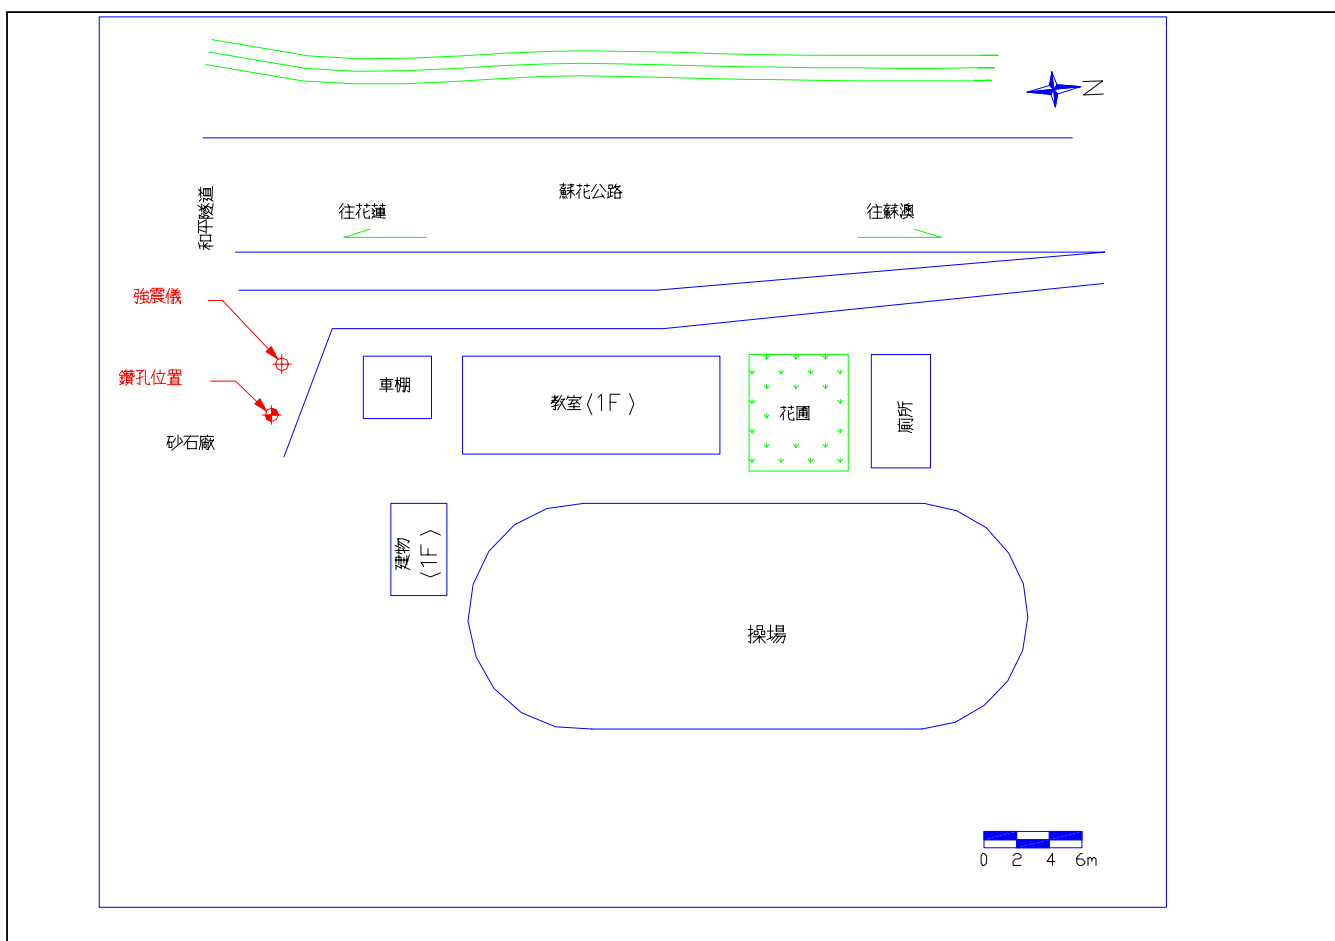 N
蘇花公路
和平隧道
往花蓮
往蘇澳
強震儀
鑽孔位置
砂石廠
車棚
教室〈1F〉
花圃
廁所
建物
〈1F〉
操場
0 2 4 6m